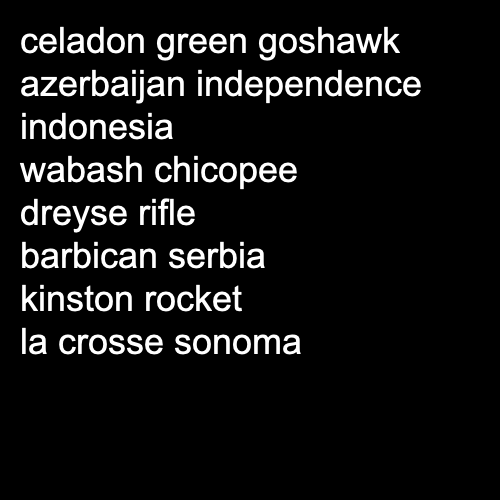 celadon green goshawk
azerbaijan independence
indonesia
wabash chicopee
dreyse rifle
barbican serbia
kinston rocket
la crosse sonoma